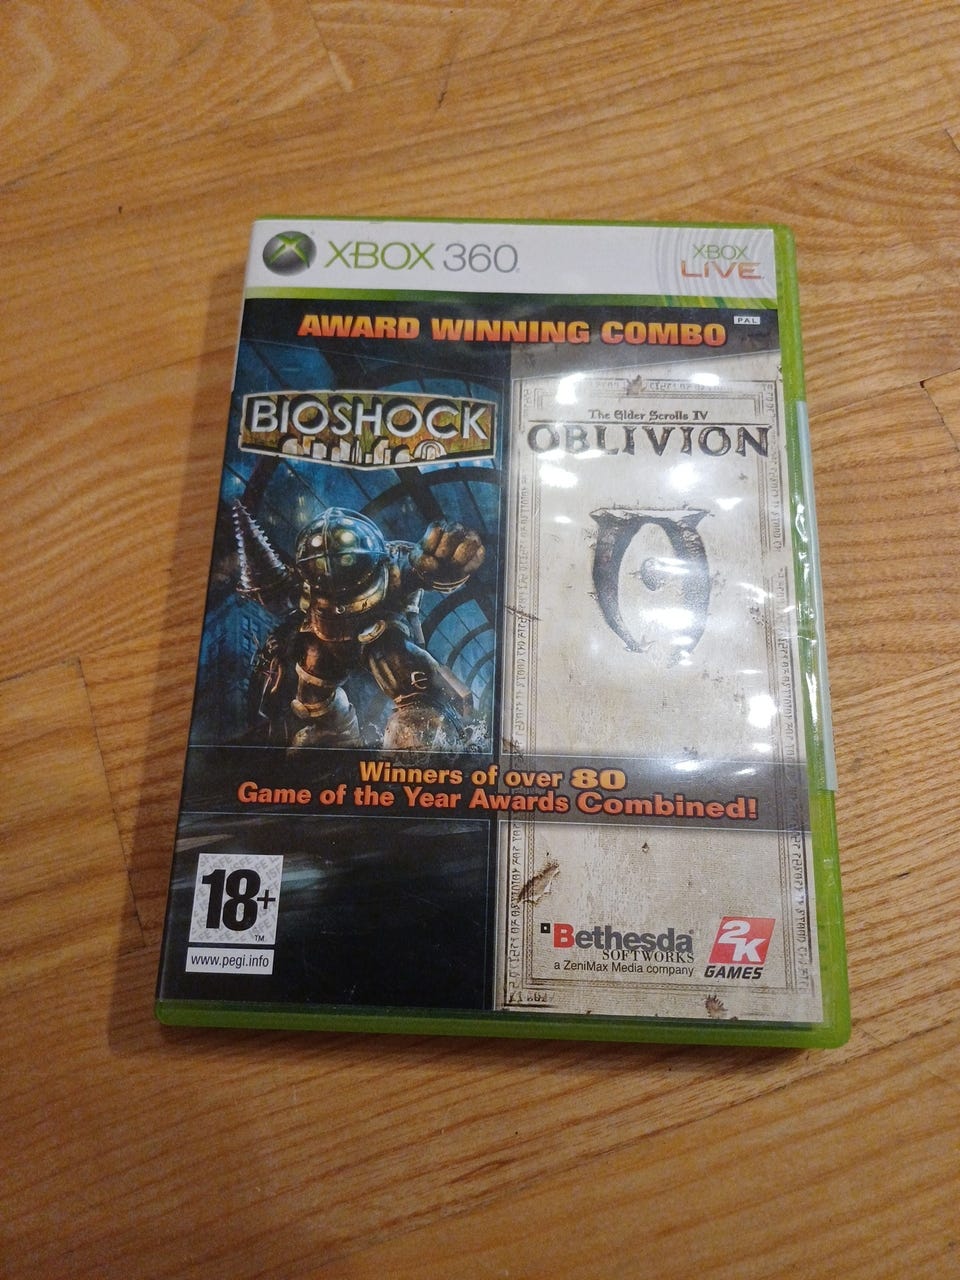 XBOX 360
XBOX
LIVE
PAL
AWARD WINNING COMBO
BIOSHOCK
The Elder Scrolls IV
OBLIVION
Winners of over 80
Game of the Year Awards Combined!
18+
TM
www.pegi.info
Bethesda
SOFTWORKS
a ZeniMax Media company
2K
GAMES